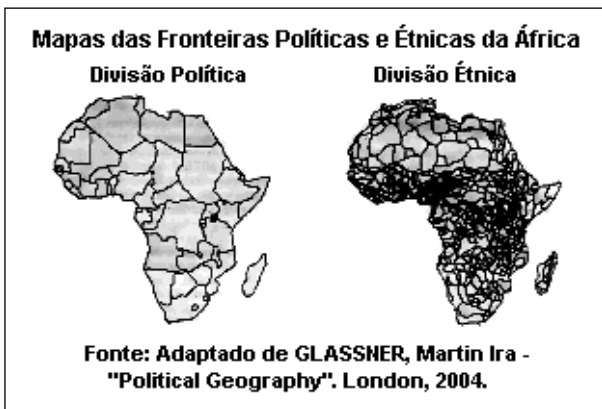 Mapas das Fronteiras Políticas e Étnicas da África
Divisão Política
Divisão Étnica
Fonte: Adaptado de GLASSNER, Martin Ira -
"Political Geography". London, 2004.